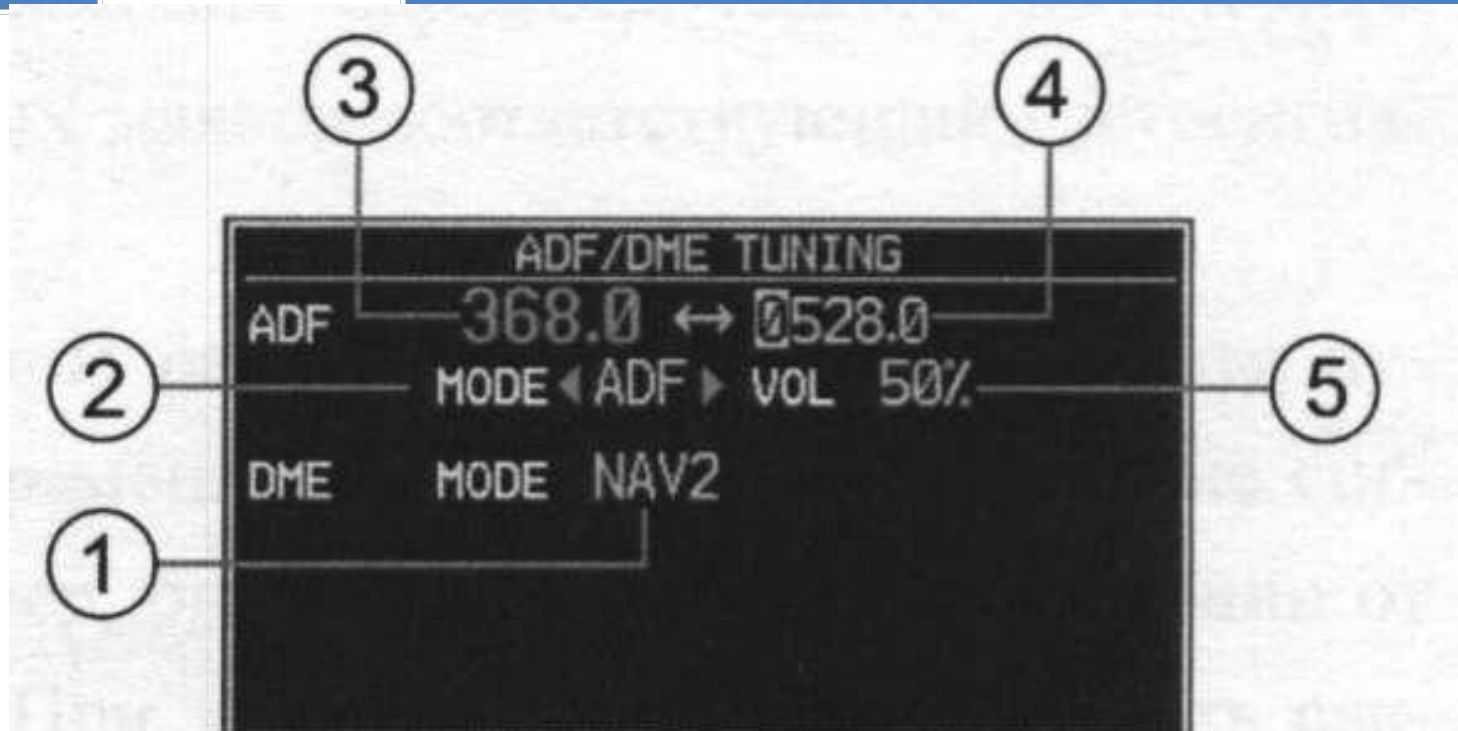 3 4
ADF/DME TUNING
ADF 368.0 ↔ 0528.0
2 MODE ◀ ADF ▶ VOL 50% 5
DME MODE NAV2
1